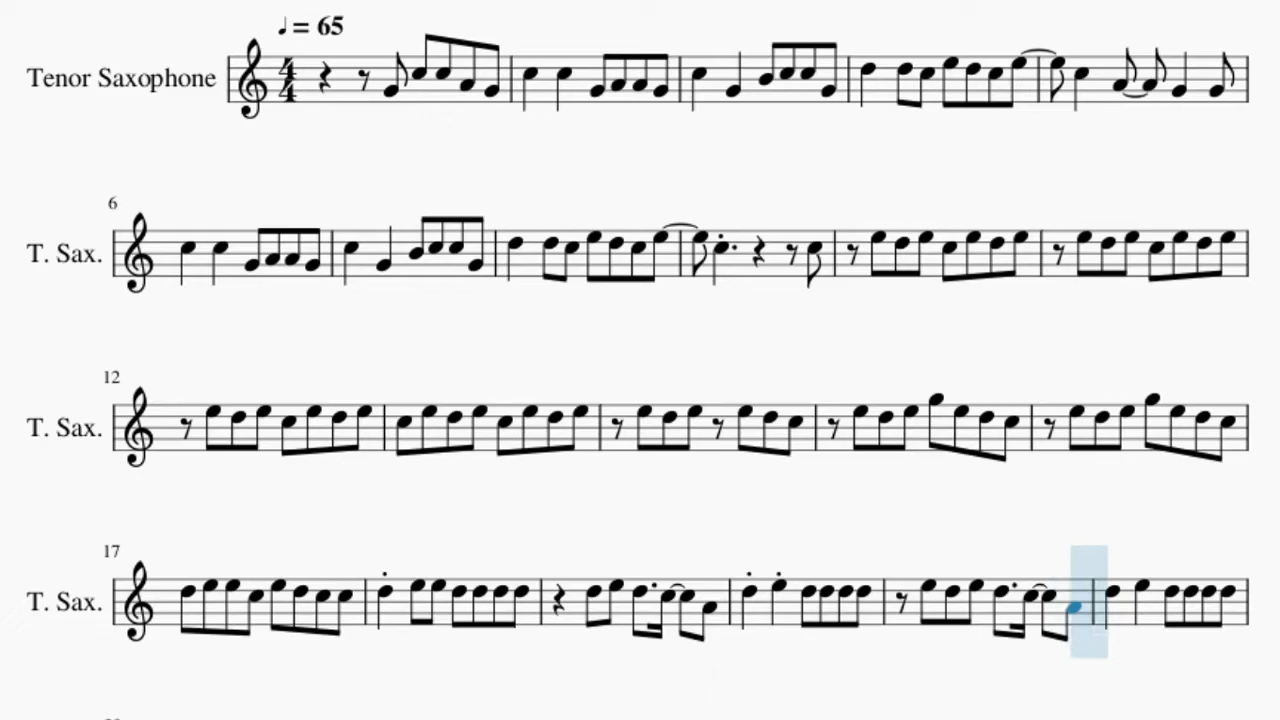 ♩= 65
Tenor Saxophone
4
4
6
T. Sax.
12
T. Sax.
17
T. Sax.